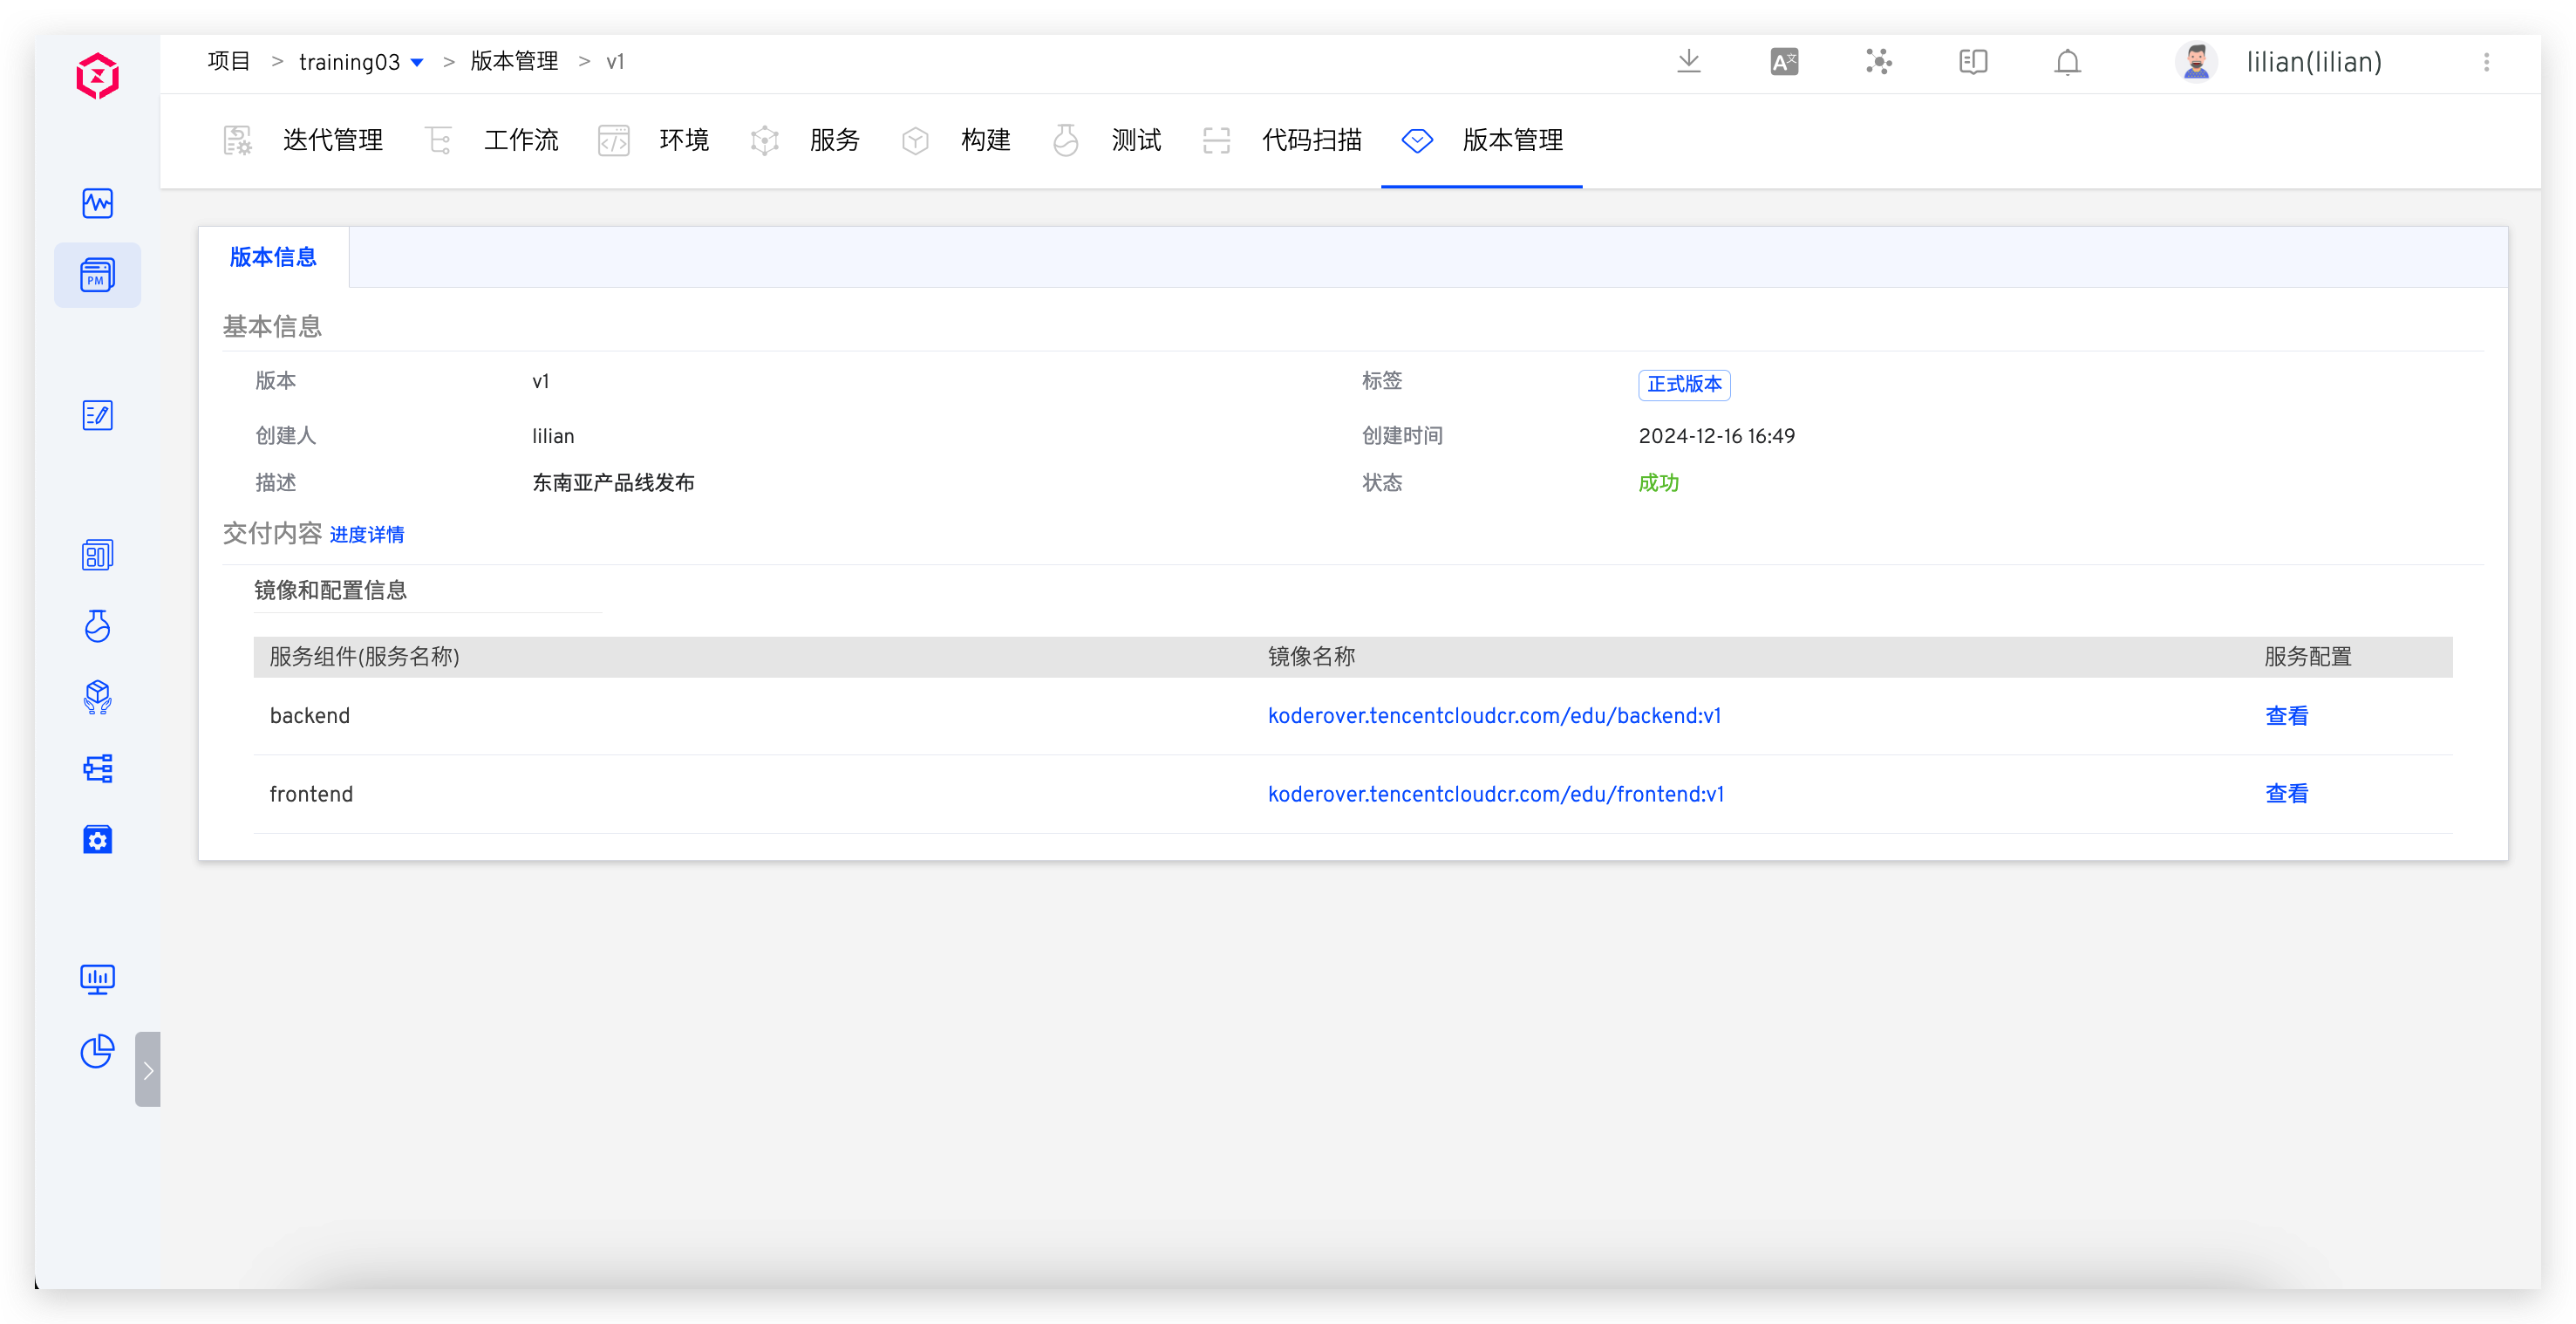 项目 > training03 > 版本管理 > v1
A文
lilian(lilian)
迭代管理 工作流 环境 服务 构建 测试 代码扫描 版本管理
PM
版本信息
基本信息
版本 v1 标签 正式版本
创建人 lilian 创建时间 2024-12-16 16:49
描述 东南亚产品线发布 状态 成功
交付内容 进度详情
镜像和配置信息
服务组件(服务名称) 镜像名称 服务配置
backend koderover.tencentcloudcr.com/edu/backend:v1 查看
frontend koderover.tencentcloudcr.com/edu/frontend:v1 查看